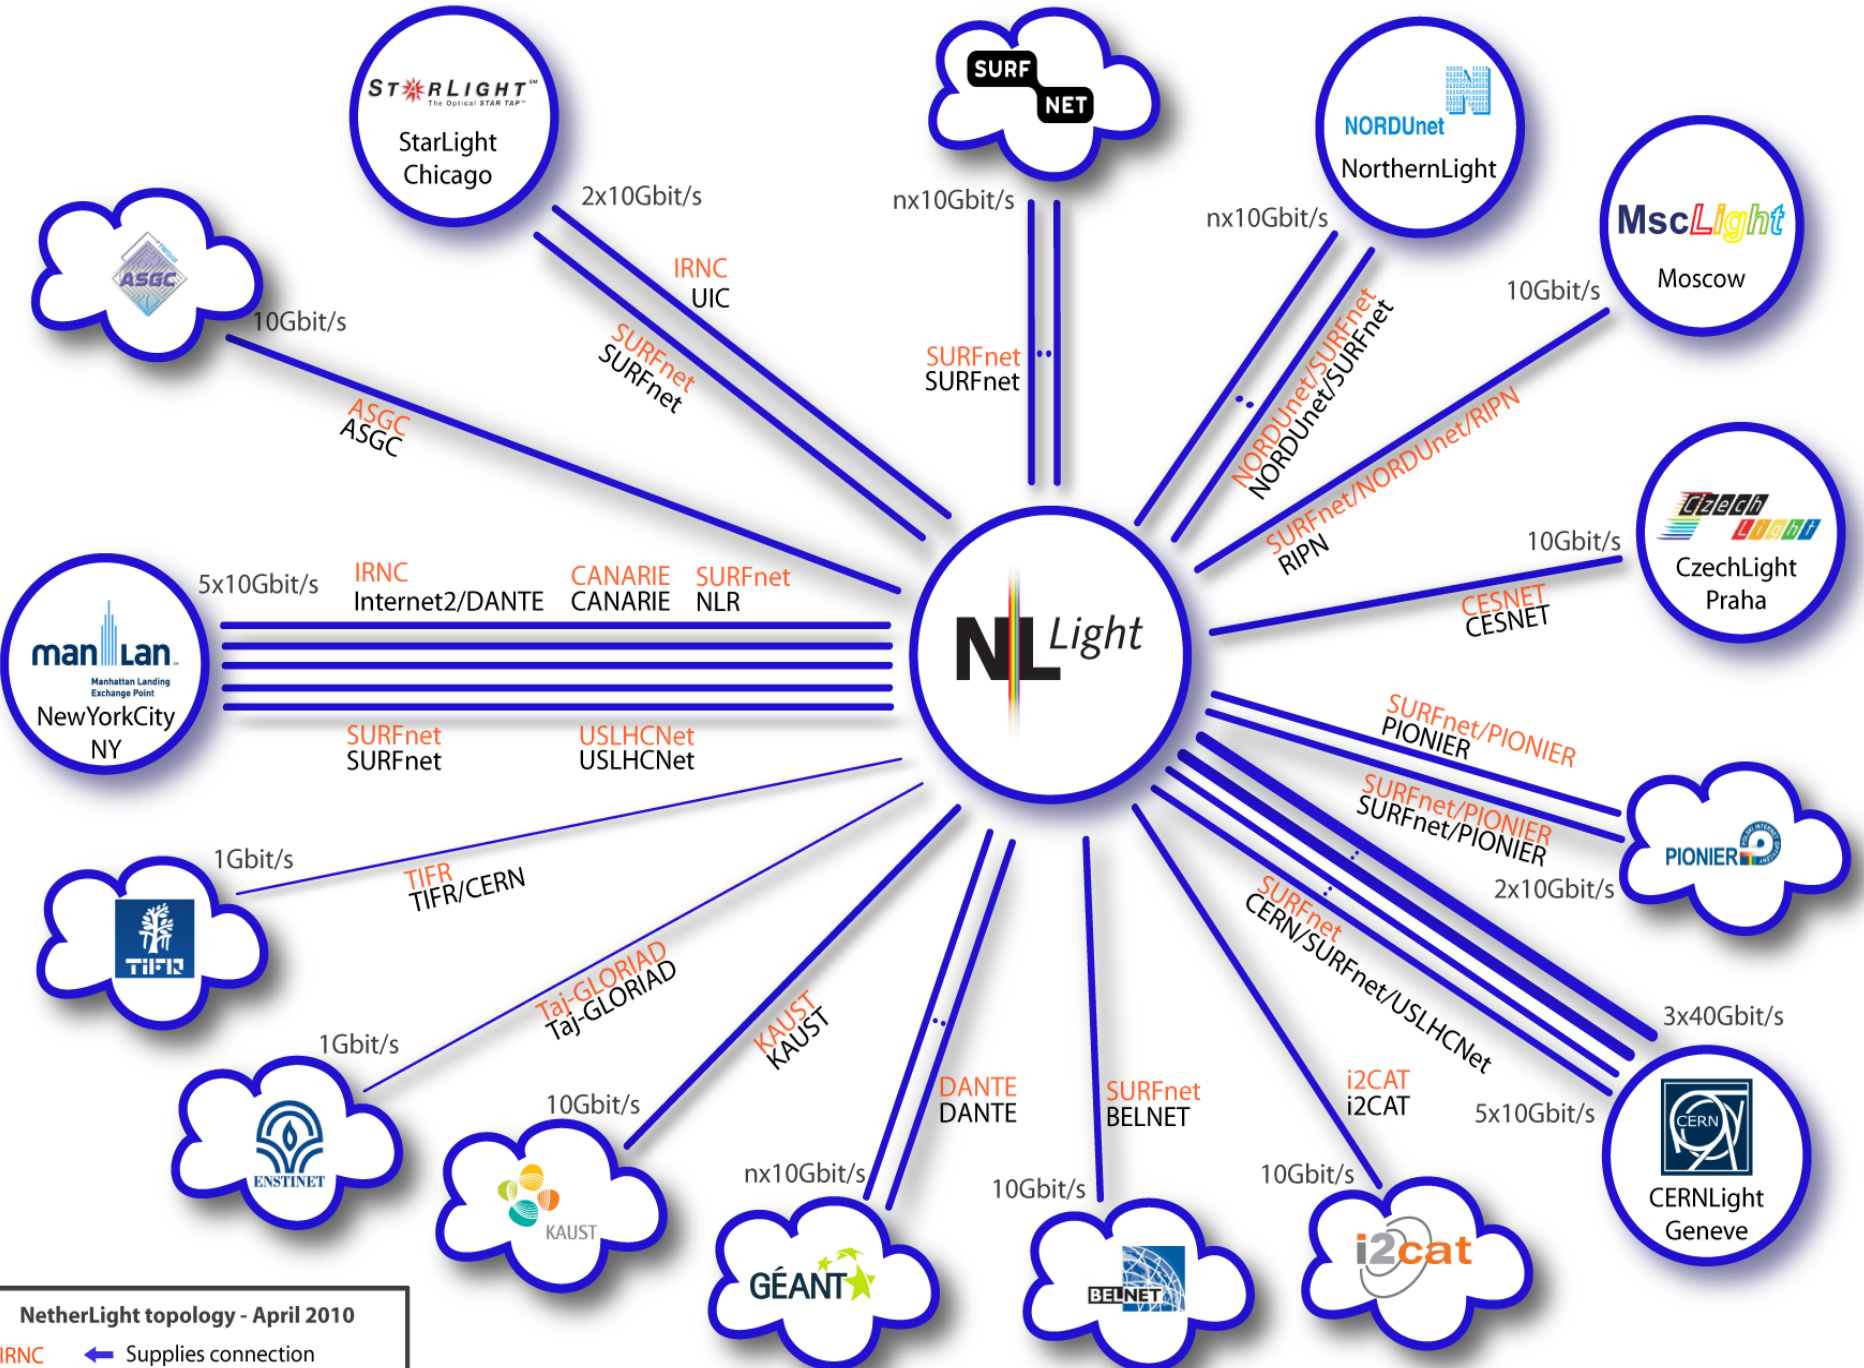 STARLIGHT SM
The Optical STAR TAP™
StarLight
Chicago
2x10Gbit/s
IRNC
UIC
SURFnet
SURFnet
SURF
NET
nx10Gbit/s
SURFnet
SURFnet
NORDUnet
NorthernLight
nx10Gbit/s
NORDUnet/SURFnet
NORDUnet/SURFnet
MscLight
Moscow
10Gbit/s
SURFnet/NORDUnet/RIPN
RIPN
ASGC
10Gbit/s
ASGC
ASGC
Czech
Light
CzechLight
Praha
10Gbit/s
CESNET
CESNET
NL Light
man Lan
Manhattan Landing
Exchange Point
NewYorkCity
NY
5x10Gbit/s
IRNC CANARIE SURFnet
Internet2/DANTE CANARIE NLR
SURFnet USLHCNet
SURFnet USLHCNet
SURFnet/PIONIER
PIONIER
SURFnet/PIONIER
SURFnet/PIONIER
2x10Gbit/s
PIONIER
1Gbit/s
TIFR
TIFR/CERN
TIFR
SURFnet
CERN/SURFnet/USLHCNet
3x40Gbit/s
5x10Gbit/s
CERN
CERNLight
Geneve
1Gbit/s
Taj-GLORIAD
Taj-GLORIAD
ENSTINET
10Gbit/s
KAUST
KAUST
KAUST
nx10Gbit/s
DANTE
DANTE
GÉANT
10Gbit/s
SURFnet
BELNET
BELNET
10Gbit/s
i2CAT
i2CAT
i2cat
NetherLight topology - April 2010
IRNC Supplies connection